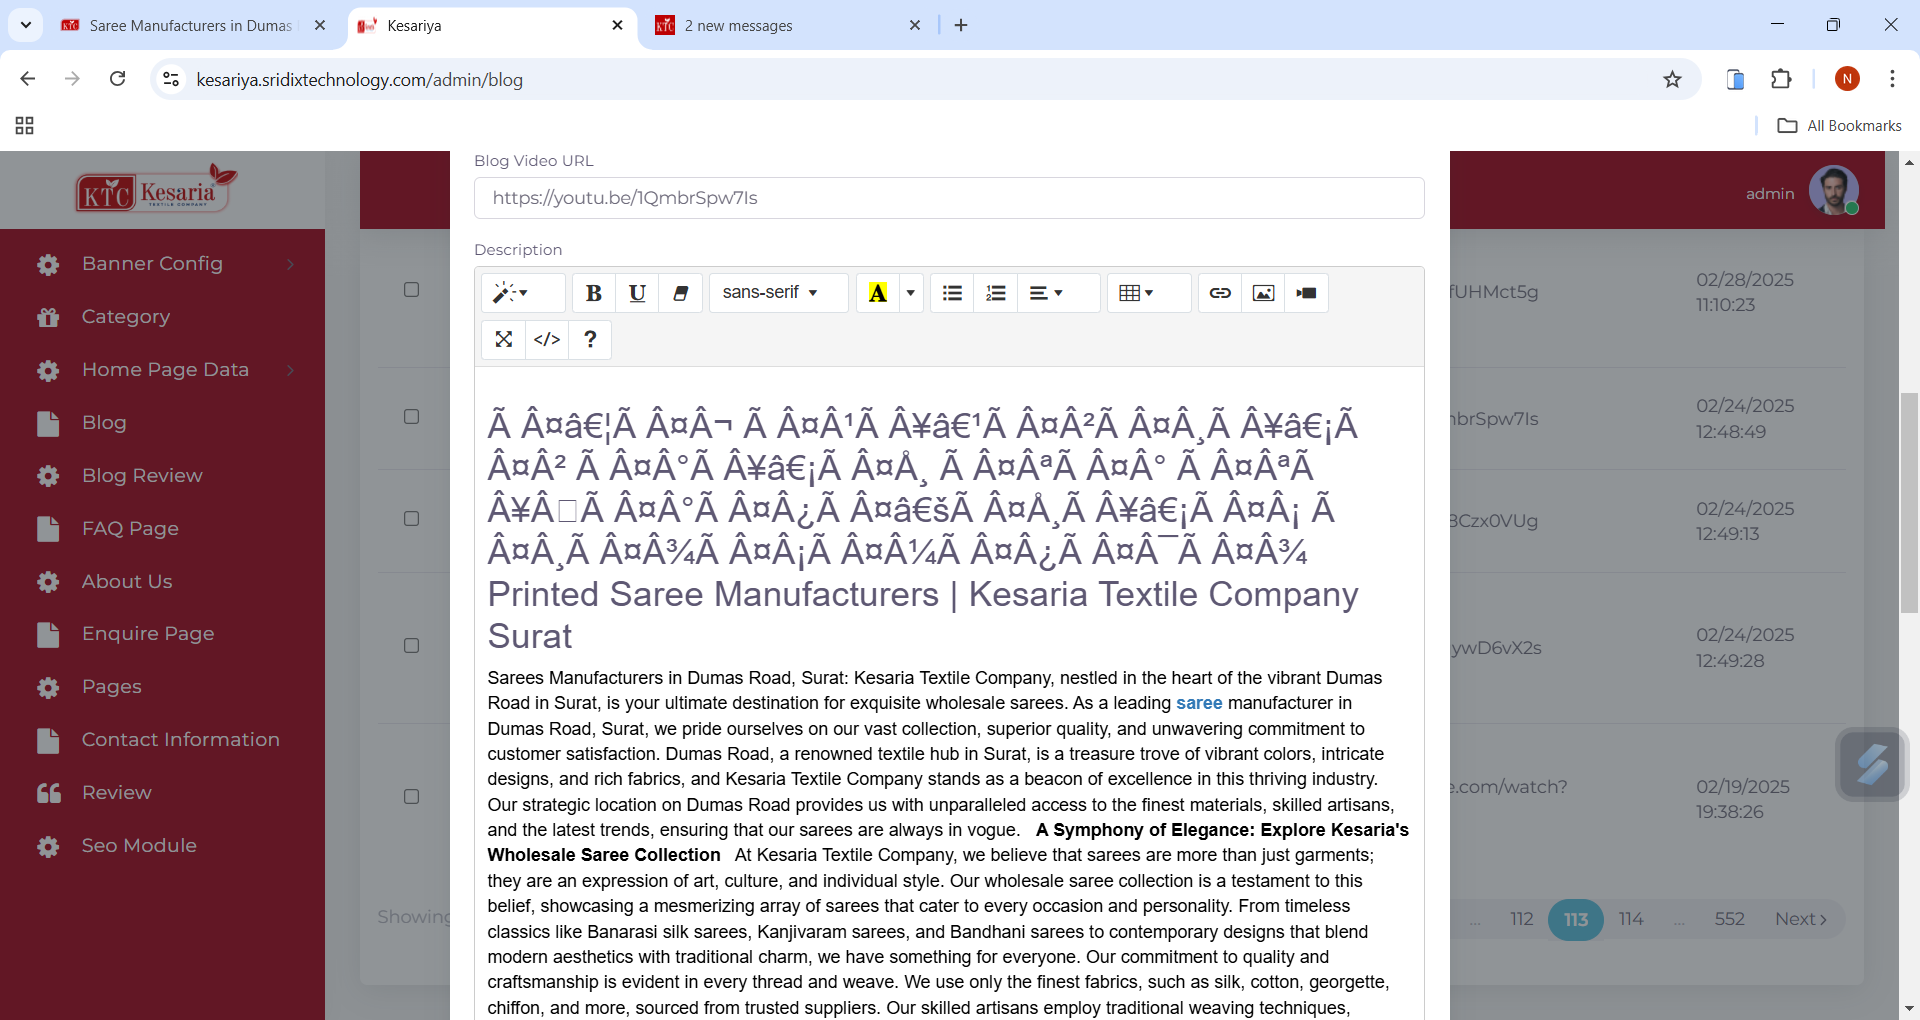 Saree Manufacturers in Dumas
Kesariya
2 new messages
kesariya.sridixtechnology.com/admin/blog
N
All Bookmarks
KTC Kesaria
TEXTILE COMPANY
admin
Banner Config
Category
Home Page Data
Blog
Blog Review
FAQ Page
About Us
Enquire Page
Pages
Contact Information
Review
Seo Module
Showing
Blog Video URL
https://youtu.be/1QmbrSpw7Is
Description
B U sans-serif A
</> ?
Ã Â¤â€¦Ã Â¤Â¬ Ã Â¤Â¹Ã Â¥â€¹Ã Â¤Â²Ã Â¤Â¸Ã Â¥â€¡Ã
Â¤Â² Ã Â¤Â°Ã Â¥â€¡Ã Â¤Å¸ Ã Â¤ÂªÃ Â¤Â° Ã Â¤ÂªÃ
Â¥Â□Ã Â¤Â°Ã Â¤Â¿Ã Â¤â€šÃ Â¤Å¸Ã Â¥â€¡Ã Â¤Â¡ Ã
Â¤Â¸Ã Â¤Â¾Ã Â¤Â¡Ã Â¤Â¼Ã Â¤Â¿Ã Â¤Â¯Ã Â¤Â¾
Printed Saree Manufacturers | Kesaria Textile Company
Surat
Sarees Manufacturers in Dumas Road, Surat: Kesaria Textile Company, nestled in the heart of the vibrant Dumas
Road in Surat, is your ultimate destination for exquisite wholesale sarees. As a leading saree manufacturer in
Dumas Road, Surat, we pride ourselves on our vast collection, superior quality, and unwavering commitment to
customer satisfaction. Dumas Road, a renowned textile hub in Surat, is a treasure trove of vibrant colors, intricate
designs, and rich fabrics, and Kesaria Textile Company stands as a beacon of excellence in this thriving industry.
Our strategic location on Dumas Road provides us with unparalleled access to the finest materials, skilled artisans,
and the latest trends, ensuring that our sarees are always in vogue. A Symphony of Elegance: Explore Kesaria's
Wholesale Saree Collection At Kesaria Textile Company, we believe that sarees are more than just garments;
they are an expression of art, culture, and individual style. Our wholesale saree collection is a testament to this
belief, showcasing a mesmerizing array of sarees that cater to every occasion and personality. From timeless
classics like Banarasi silk sarees, Kanjivaram sarees, and Bandhani sarees to contemporary designs that blend
modern aesthetics with traditional charm, we have something for everyone. Our commitment to quality and
craftsmanship is evident in every thread and weave. We use only the finest fabrics, such as silk, cotton, georgette,
chiffon, and more, sourced from trusted suppliers. Our skilled artisans employ traditional weaving techniques,
fUHMct5g
02/28/2025
11:10:23
nbrSpw7Is
02/24/2025
12:48:49
3Czx0VUg
02/24/2025
12:49:13
ywD6vX2s
02/24/2025
12:49:28
e.com/watch?
02/19/2025
19:38:26
... 112 113 114 ... 552 Next